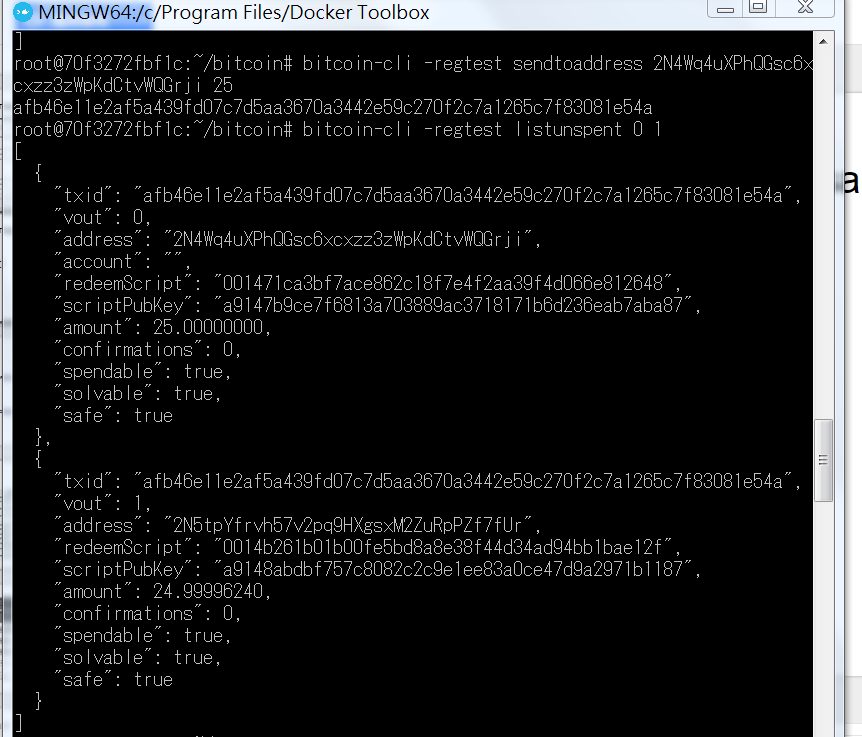 MINGW64:/c/Program Files/Docker Toolbox
]
root@70f3272fbf1c:~/bitcoin# bitcoin-cli -regtest sendtoaddress 2N4Wq4uXPhQGsc6x
cxzz3zWpKdCtvWQGrji 25
afb46e11e2af5a439fd07c7d5aa3670a3442e59c270f2c7a1265c7f83081e54a
root@70f3272fbf1c:~/bitcoin# bitcoin-cli -regtest listunspent 0 1
[
  {
    "txid": "afb46e11e2af5a439fd07c7d5aa3670a3442e59c270f2c7a1265c7f83081e54a",
    "vout": 0,
    "address": "2N4Wq4uXPhQGsc6xcxzz3zWpKdCtvWQGrji",
    "account": "",
    "redeemScript": "001471ca3bf7ace862c18f7e4f2aa39f4d066e812648",
    "scriptPubKey": "a9147b9ce7f6813a703889ac3718171b6d236eab7aba87",
    "amount": 25.00000000,
    "confirmations": 0,
    "spendable": true,
    "solvable": true,
    "safe": true
  },
  {
    "txid": "afb46e11e2af5a439fd07c7d5aa3670a3442e59c270f2c7a1265c7f83081e54a",
    "vout": 1,
    "address": "2N5tpYfrvh57v2pq9HXgsxM2ZuRpPZf7fUr",
    "redeemScript": "0014b261b01b00fe5bd8a8e38f44d34ad94bb1bae12f",
    "scriptPubKey": "a9148abdbf757c8082c2c9e1ee83a0ce47d9a2971b1187",
    "amount": 24.99996240,
    "confirmations": 0,
    "spendable": true,
    "solvable": true,
    "safe": true
  }
]
a